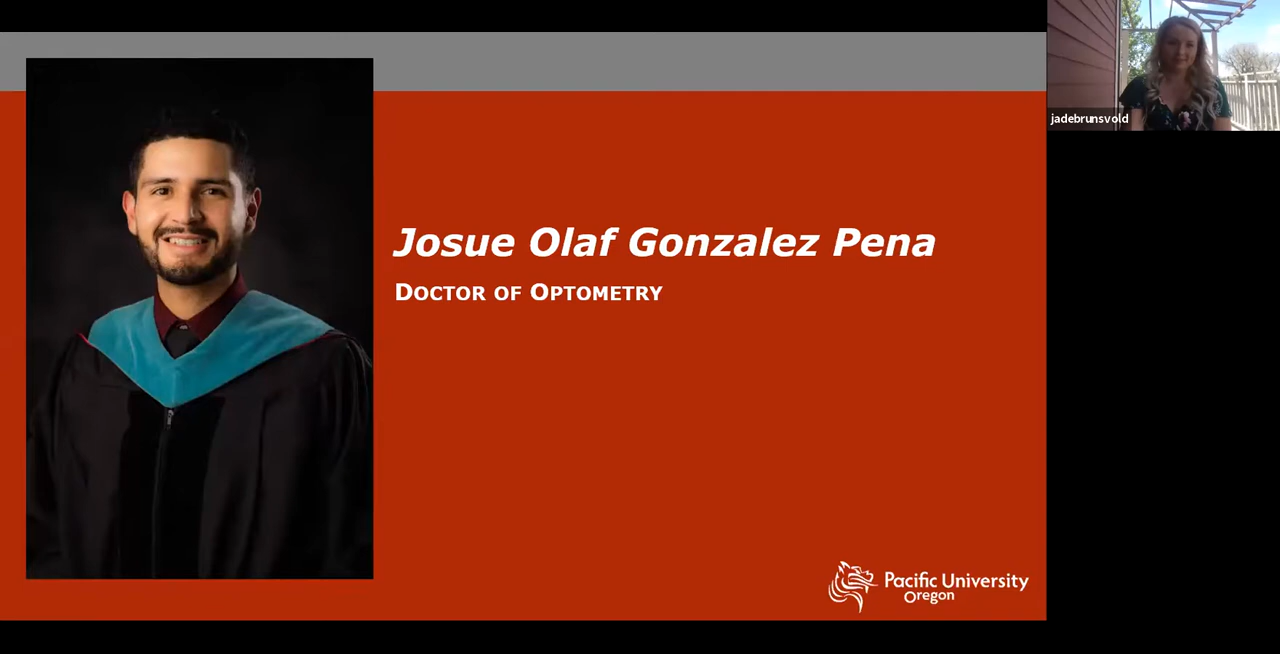 jadebrunsvold
Josue Olaf Gonzalez Pena
Doctor of Optometry
Pacific University
Oregon